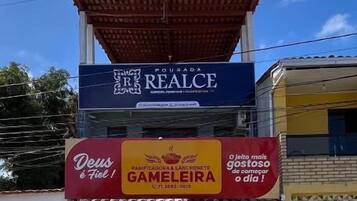 POUSADA
REALCE
Deus
é Fiel!
PANIFICADORA & LANCHONETE
GAMELEIRA
O jeito mais
gostoso
de começar
o dia!